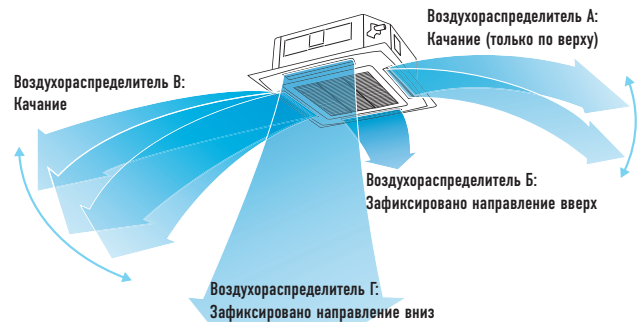 Воздухораспределитель А:
Качание (только по верху)
Воздухораспределитель В:
Качание
Воздухораспределитель Б:
Зафиксировано направление вверх
Воздухораспределитель Г:
Зафиксировано направление вниз